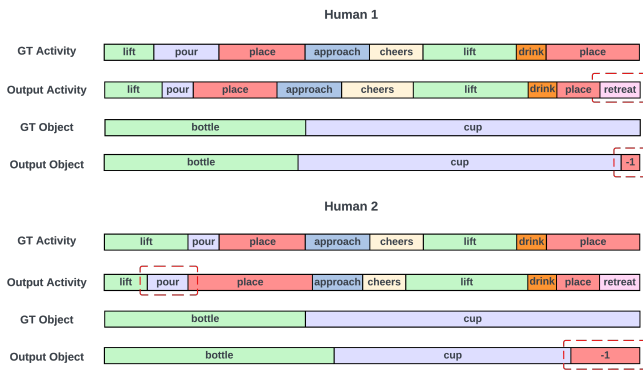 Human 1
GT Activity lift pour place approach cheers lift drink place
Output Activity lift pour place approach cheers lift drink place retreat
GT Object bottle cup
Output Object bottle cup -1
Human 2
GT Activity lift pour place approach cheers lift drink place
Output Activity lift pour place approach cheers lift drink place retreat
GT Object bottle cup
Output Object bottle cup -1